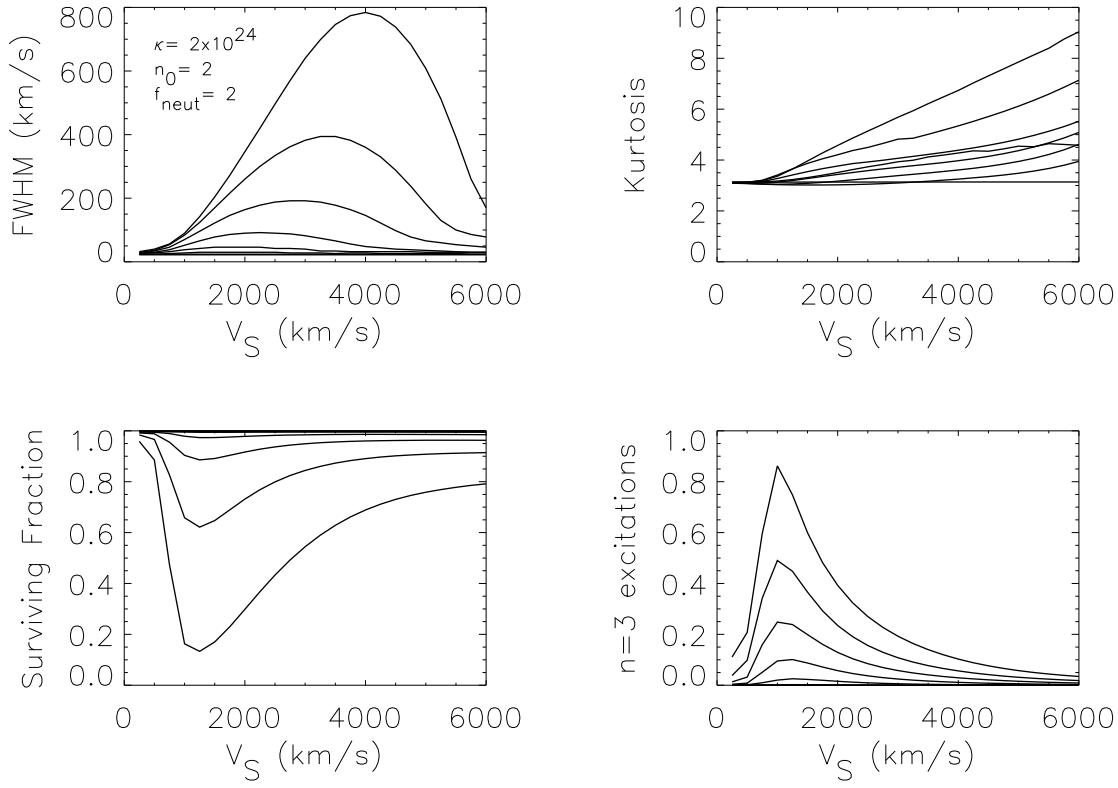 800
600
400
200
0
FWHM (km/s)
κ= 2x10^24
n_0= 2
f_neut= 2
0 2000 4000 6000
V_S (km/s)
10
8
6
4
2
0
Kurtosis
0 2000 4000 6000
V_S (km/s)
1.0
0.8
0.6
0.4
0.2
0.0
Surviving Fraction
0 2000 4000 6000
V_S (km/s)
1.0
0.8
0.6
0.4
0.2
0.0
n=3 excitations
0 2000 4000 6000
V_S (km/s)